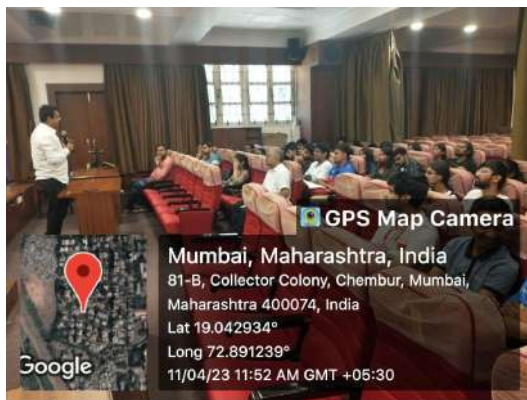 GPS Map Camera
Mumbai, Maharashtra, India
81-B, Collector Colony, Chembur, Mumbai,
Maharashtra 400074, India
Lat 19.042934°
Long 72.891239°
11/04/23 11:52 AM GMT +05:30
Google